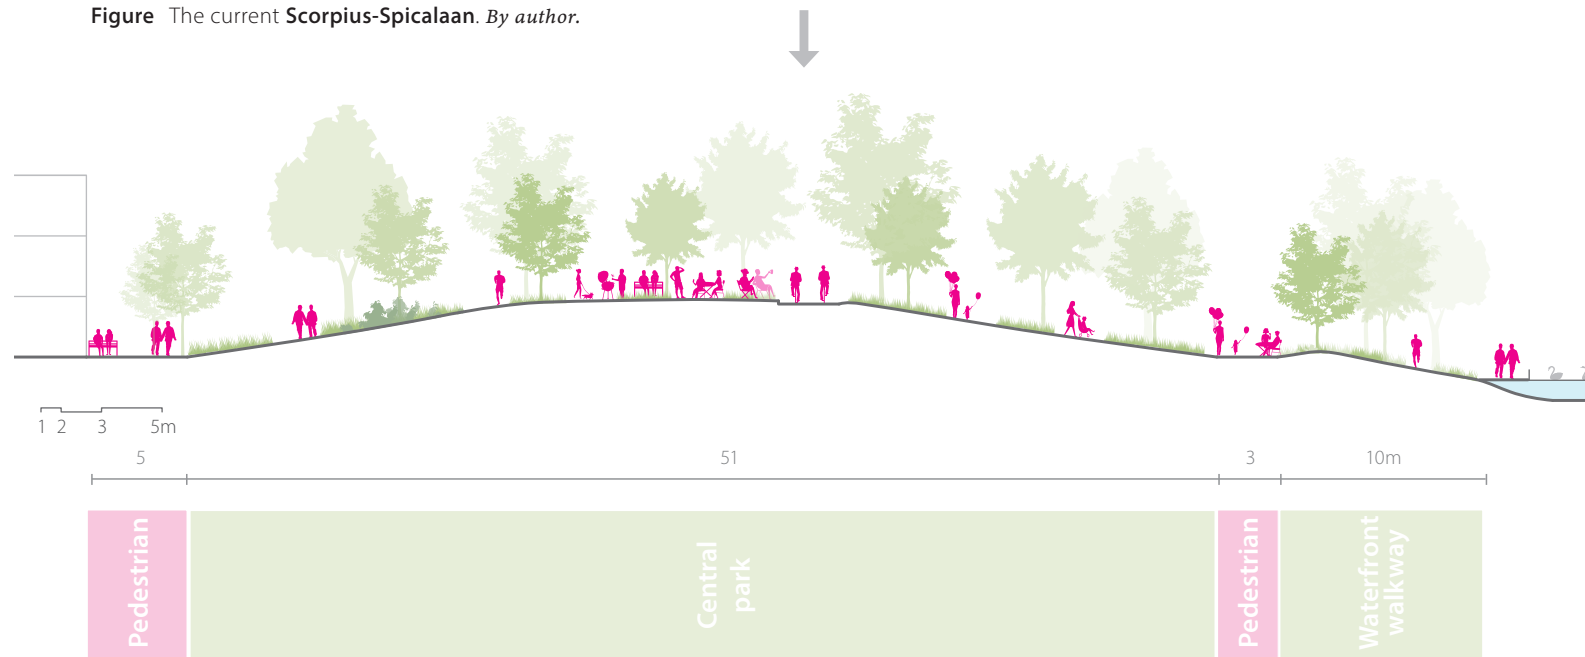 Figure The current Scorpius-Spicalaan. By author.
1 2 3 5m
5 51 3 10m
Pedestrian
Central
park
Pedestrian
Waterfront
walkway